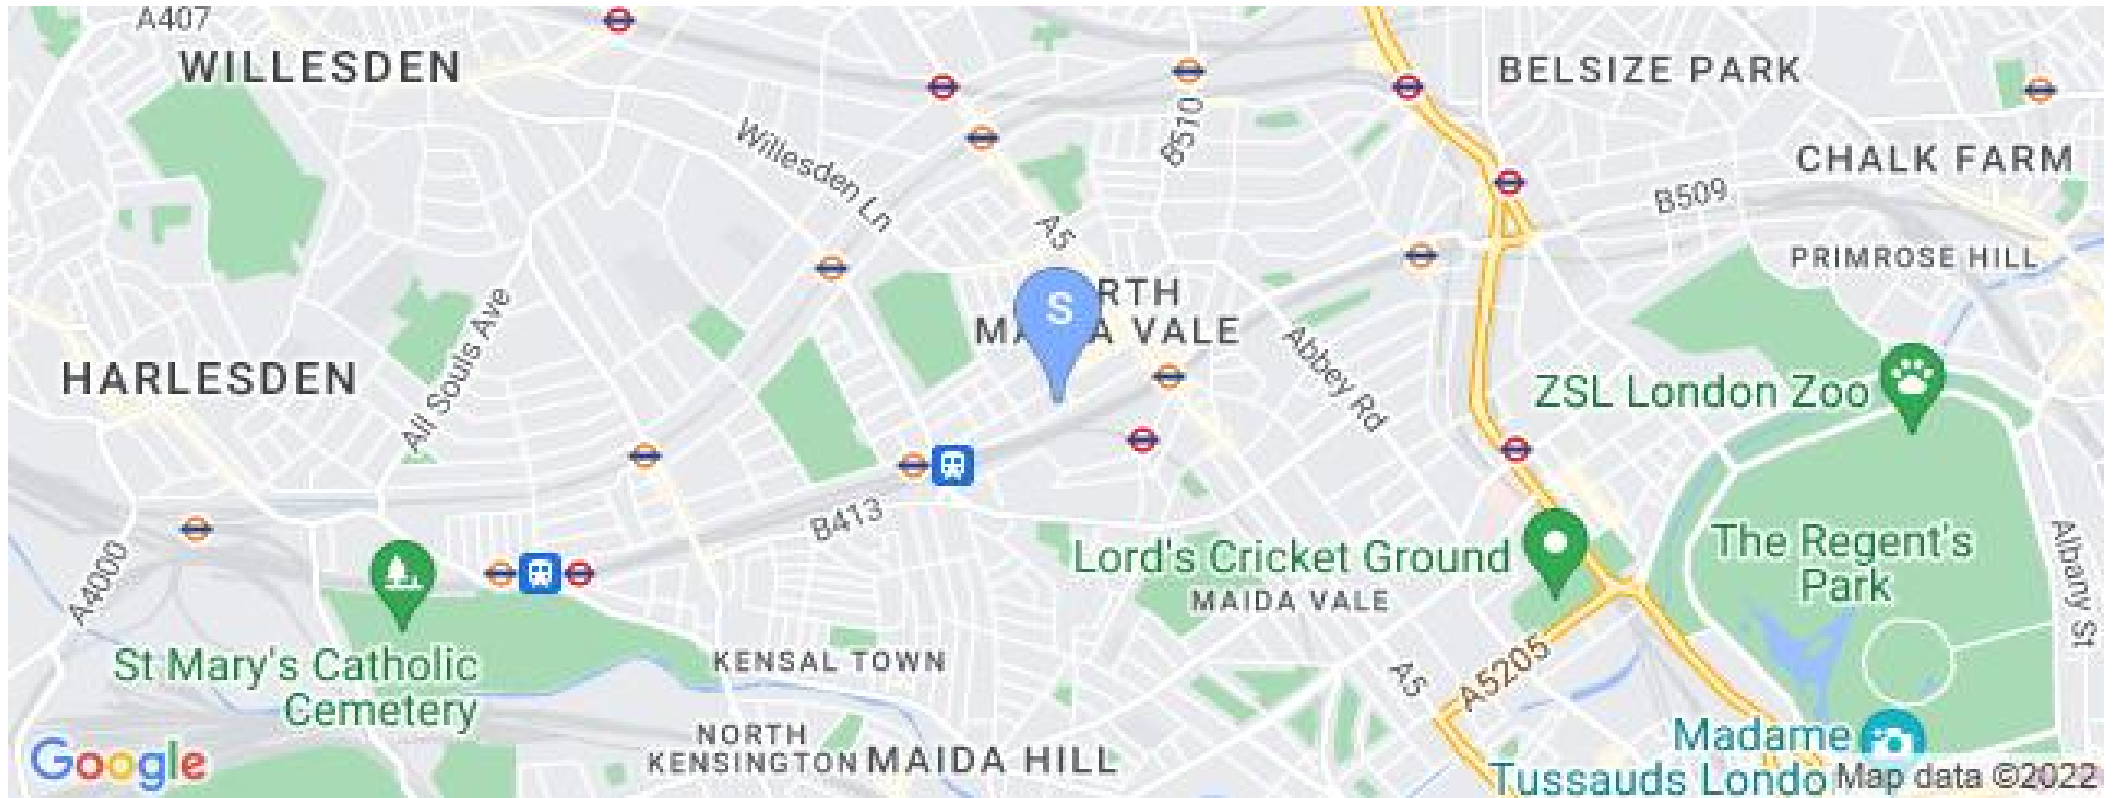 A407
WILLESDEN
BELSIZE PARK
B510
Willesden Ln
CHALK FARM
B509
A5
PRIMROSE HILL
S
RTH
MA A VALE
All Souls Ave
HARLESDEN
Abbey Rd
ZSL London Zoo
B413
A4000
Lord's Cricket Ground
MAIDA VALE
The Regent's
Park
Albany St
St Mary's Catholic
Cemetery
KENSAL TOWN
A5
A5205
NORTH
KENSINGTON
MAIDA HILL
Madame
Tussauds Londo
Google
Map data ©2022